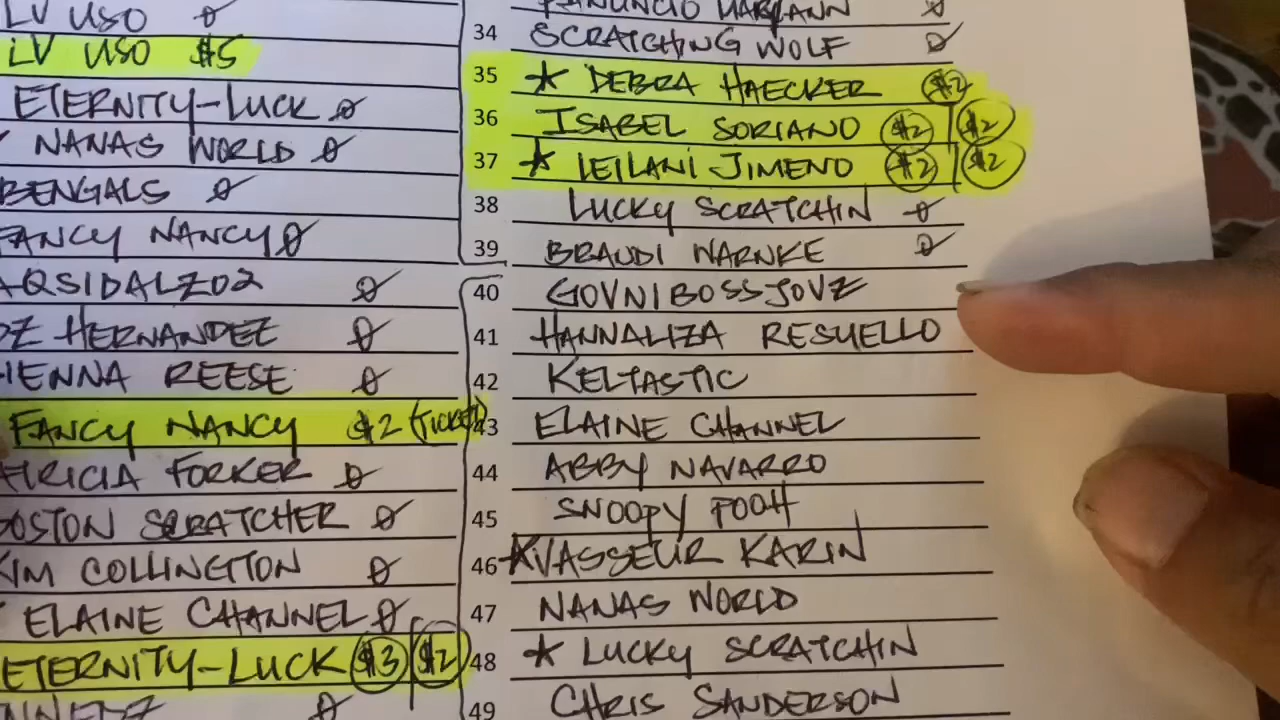 LV USO Ø
LV USO $5
ETERNITY-LUCK Ø
NANAS WORLD Ø
BENGALS Ø
FANCY NANCY Ø
AQSIDALZO2 Ø
HERNANDEZ Ø
REESE Ø
FANCY NANCY $2 (TICKET)
FORKER Ø
BOSTON SCRATCHER Ø
KIM COLLINGTON Ø
ELAINE CHANNEL Ø
ETERNITY-LUCK $3 $2
Ø
MARYANN Ø
34 SCRATCHING WOLF Ø
35 ★ DEBRA HAECKER $2
36 ISABEL SORIANO $2 $2
37 ★ LEILANI JIMENO $2 $2
38 LUCKY SCRATCHIN Ø
39 BRAUDI WARNKE Ø
40 GOVNIBOSSJOVZ
41 HANNALIZA RESUELLO
42 KELTASTIC
43 ELAINE CHANNEL
44 ABBY NAVARRO
45 SNOOPY POOH
46 ★ VASSEUR KARIN
47 NANAS WORLD
48 ★ LUCKY SCRATCHIN
49 CHRIS SANDERSON